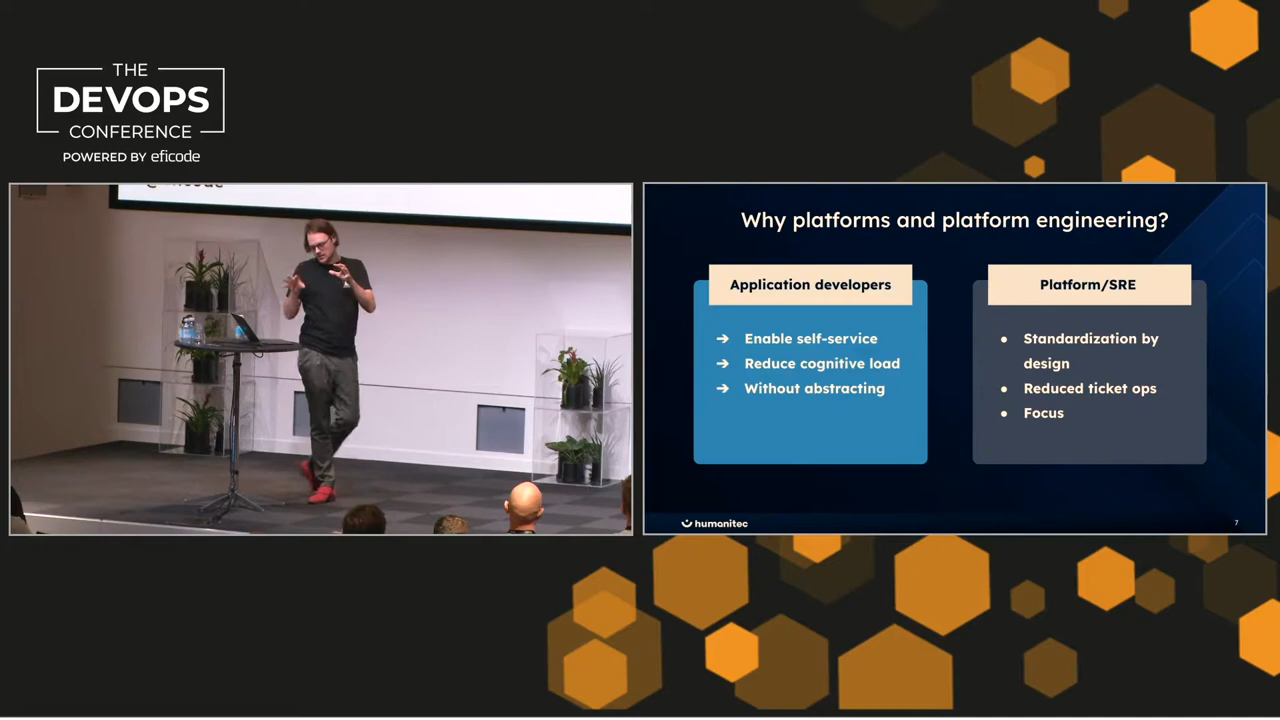 THE
DEVOPS
CONFERENCE
POWERED BY eficode
Why platforms and platform engineering?
Application developers
➔ Enable self-service
➔ Reduce cognitive load
➔ Without abstracting
Platform/SRE
● Standardization by
design
● Reduced ticket ops
● Focus
humanitec
7